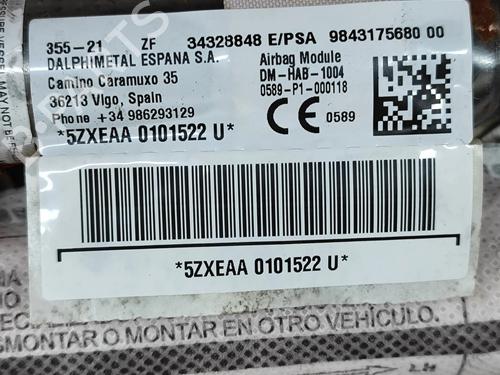 355-21 ZF 34328848 E/PSA 9843175680 00
DALPHIMETAL ESPANA S.A.
Camino Caramuxo 35
36213 Vigo, Spain
Phone +34 986293129
Airbag Module
DM-HAB-1004
0589-P1-000118
CE 0589
*5ZXEAA 0101522 U*
*5ZXEAA 0101522 U*
MONTAR O MONTAR EN OTRO VEHÍCULO.